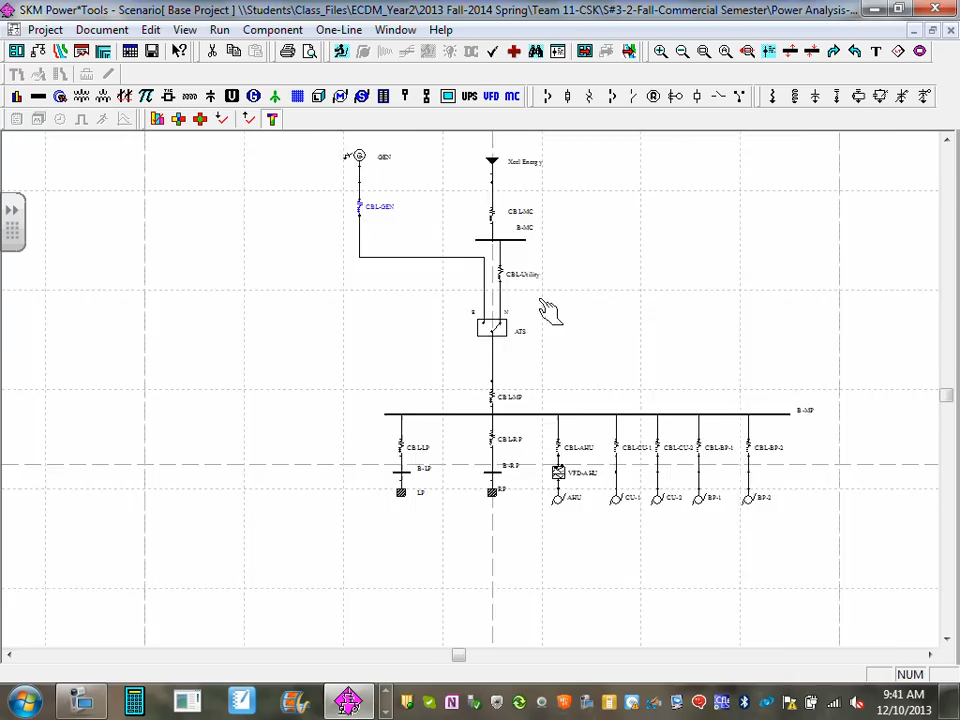 SKM Power*Tools - Scenario[ Base Project ] \\Students\Class_Files\ECDM_Year2\2013 Fall-2014 Spring\Team 11-CSK\S#3-2-Fall-Commercial Semester\Power Analysis-...
Project Document Edit View Run Component One-Line Window Help
UPS VFD MC
GEN
Xcel Energy
CBL-GEN
CBL-MC
B-MC
CBL-Utility
E N
ATS
CBL-MP
B-MP
CBL-LP CBL-RP CBL-AHU CBL-CU-1 CBL-CU-2 CBL-BP-1 CBL-BP-2
B-LP B-RP VFD-AHU
LP RP AHU CU-1 CU-2 BP-1 BP-2
NUM
9:41 AM
12/10/2013